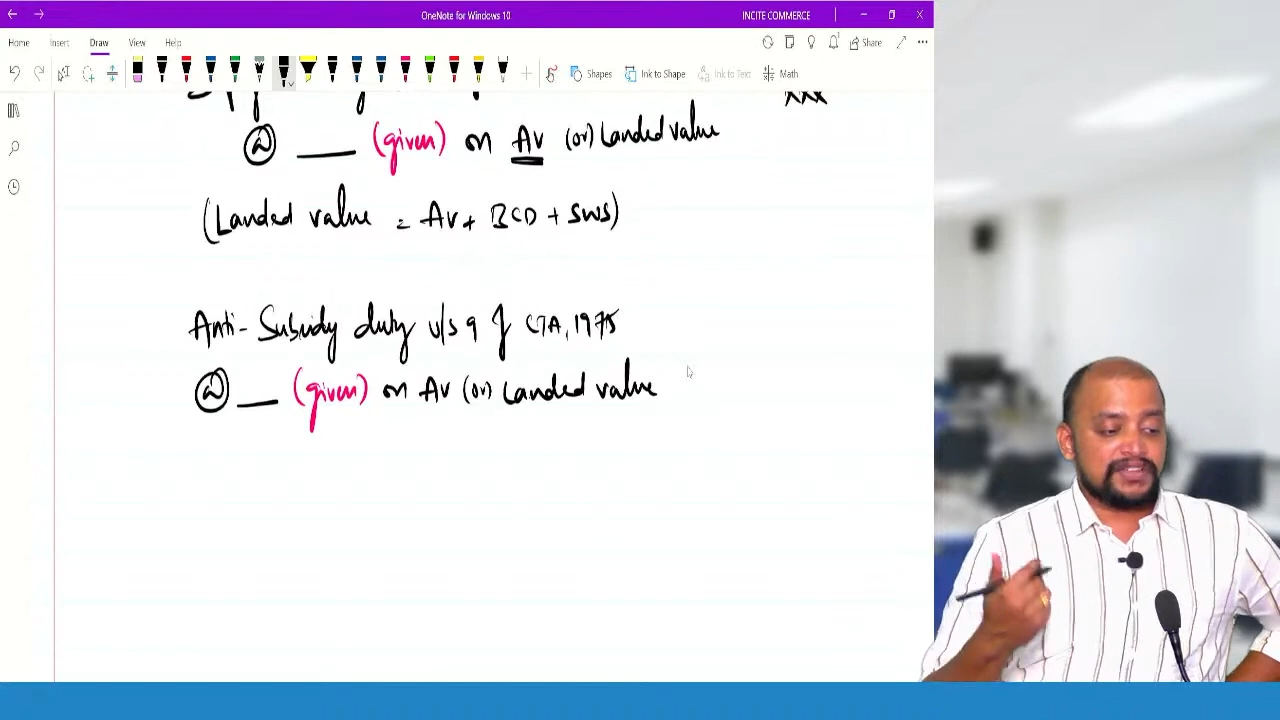 OneNote for Windows 10
INCITE COMMERCE
Home Insert Draw View Help
Share
Shapes Ink to Shape Ink to Text Math
xxx
@ ___ (given) on AV (or) Landed value
(Landed value = AV + BCD + SWS)
Anti-Subsidy duty u/s 9 of CTA, 1975
@ __ (given) on AV (or) Landed value